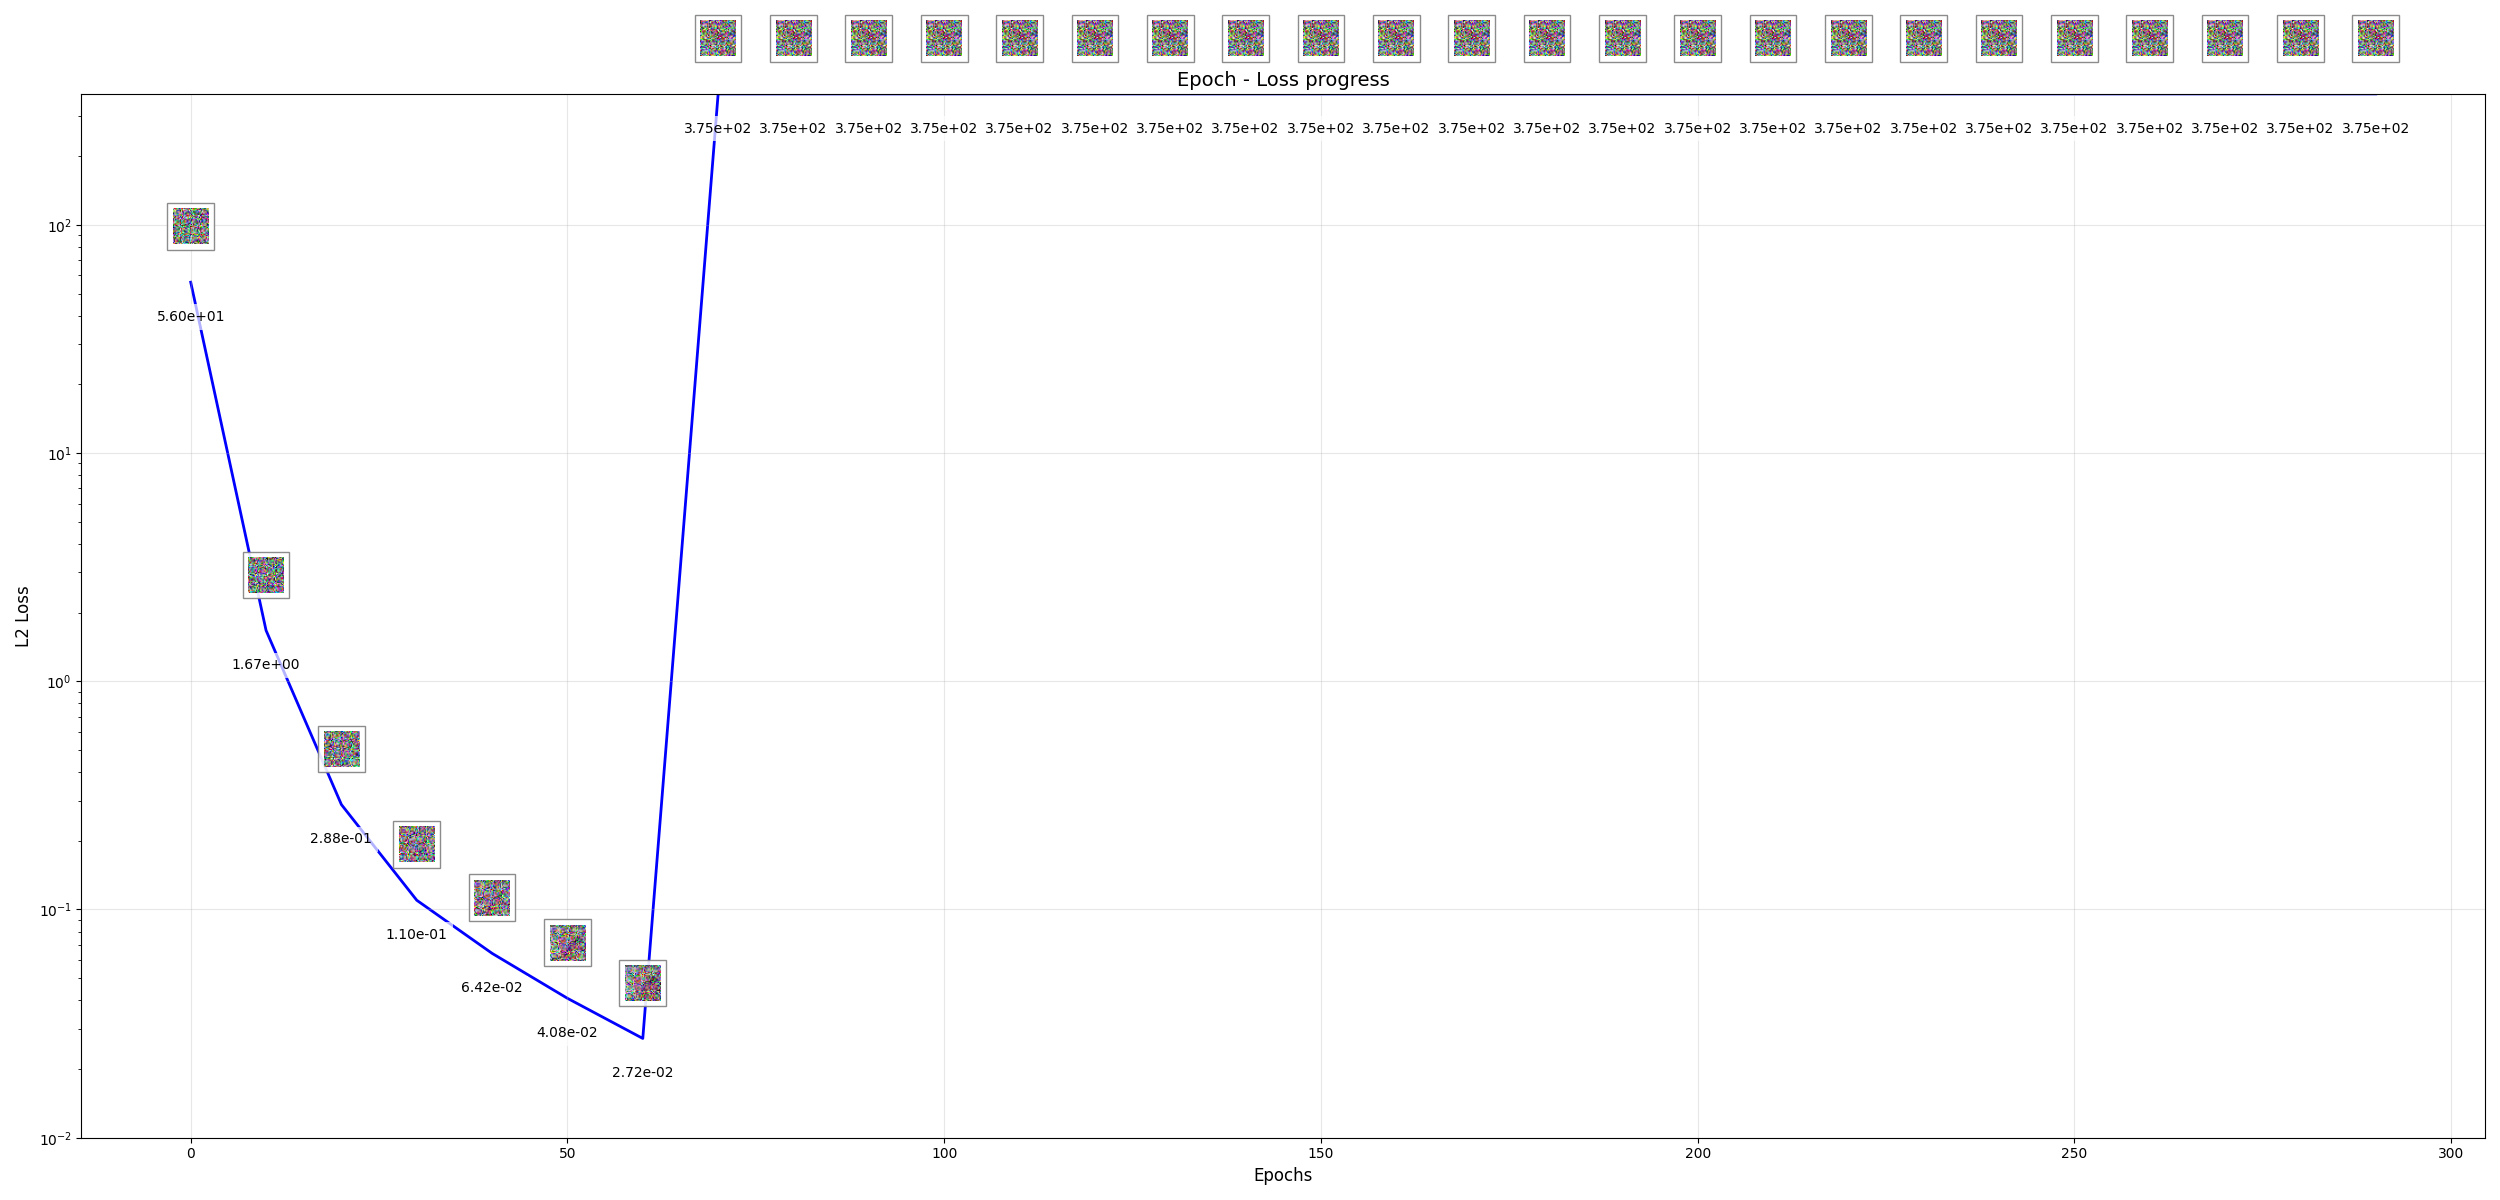 Epoch - Loss progress
3.75e+02 3.75e+02 3.75e+02 3.75e+02 3.75e+02 3.75e+02 3.75e+02 3.75e+02 3.75e+02 3.75e+02 3.75e+02 3.75e+02 3.75e+02 3.75e+02 3.75e+02 3.75e+02 3.75e+02 3.75e+02 3.75e+02 3.75e+02 3.75e+02 3.75e+02 3.75e+02
10²
5.60e+01
10¹
L2 Loss
1.67e+00
10⁰
2.88e-01
10⁻¹
1.10e-01
6.42e-02
4.08e-02
2.72e-02
10⁻²
0 50 100 150 200 250 300
Epochs